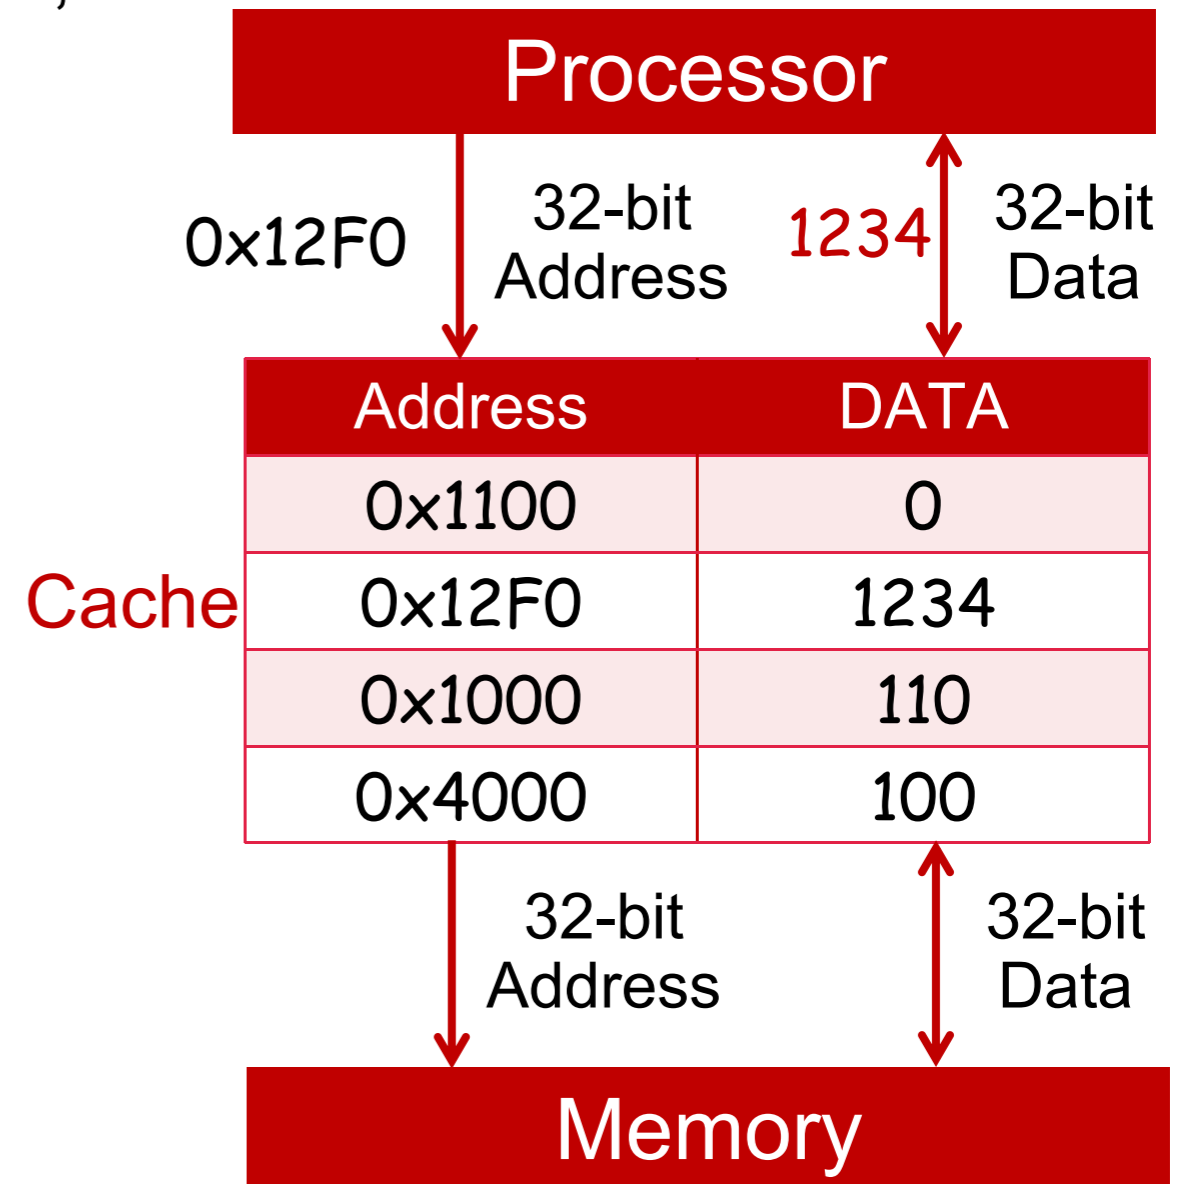 Processor
0x12F0
32-bit
Address
1234
32-bit
Data
Address DATA
0x1100 0
Cache
0x12F0 1234
0x1000 110
0x4000 100
32-bit
Address
32-bit
Data
Memory